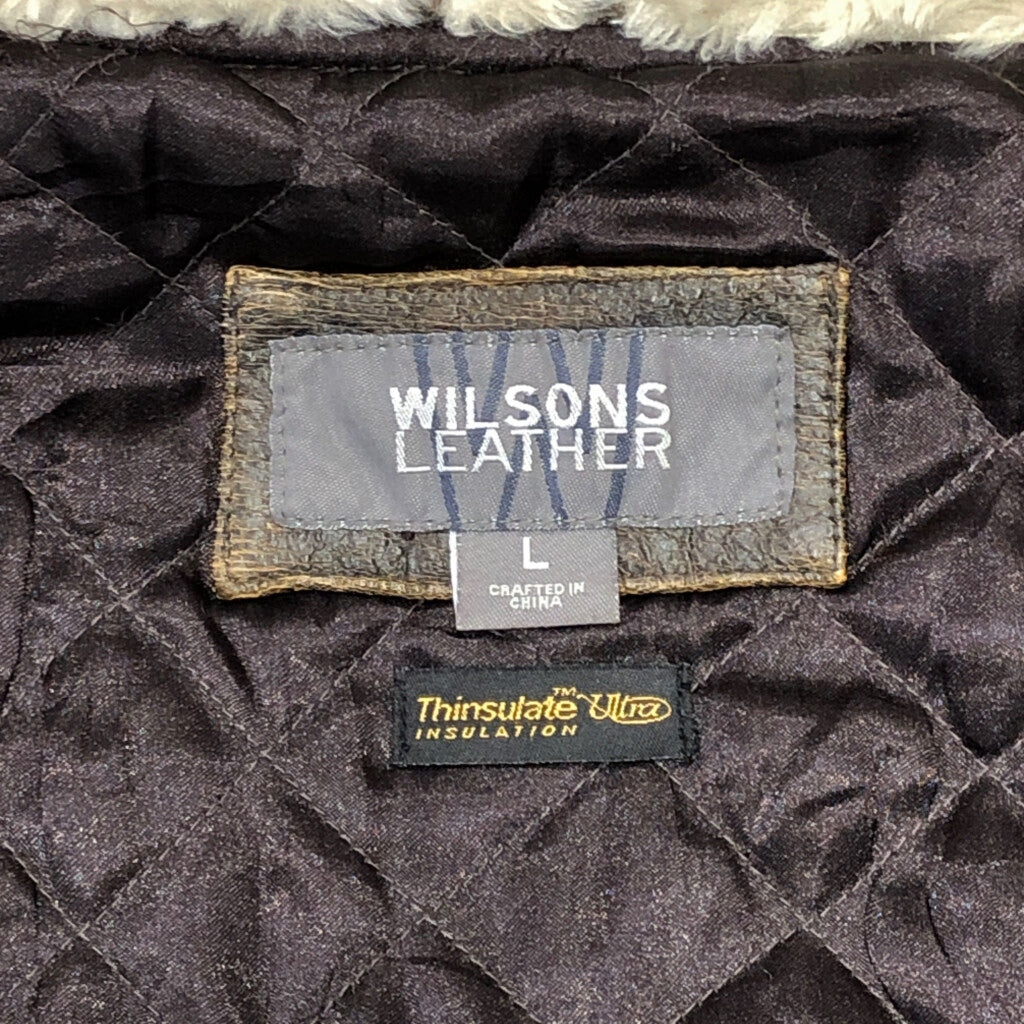 WILSONS
LEATHER
L
CRAFTED IN
CHINA
Thinsulate™ Ultra
INSULATION